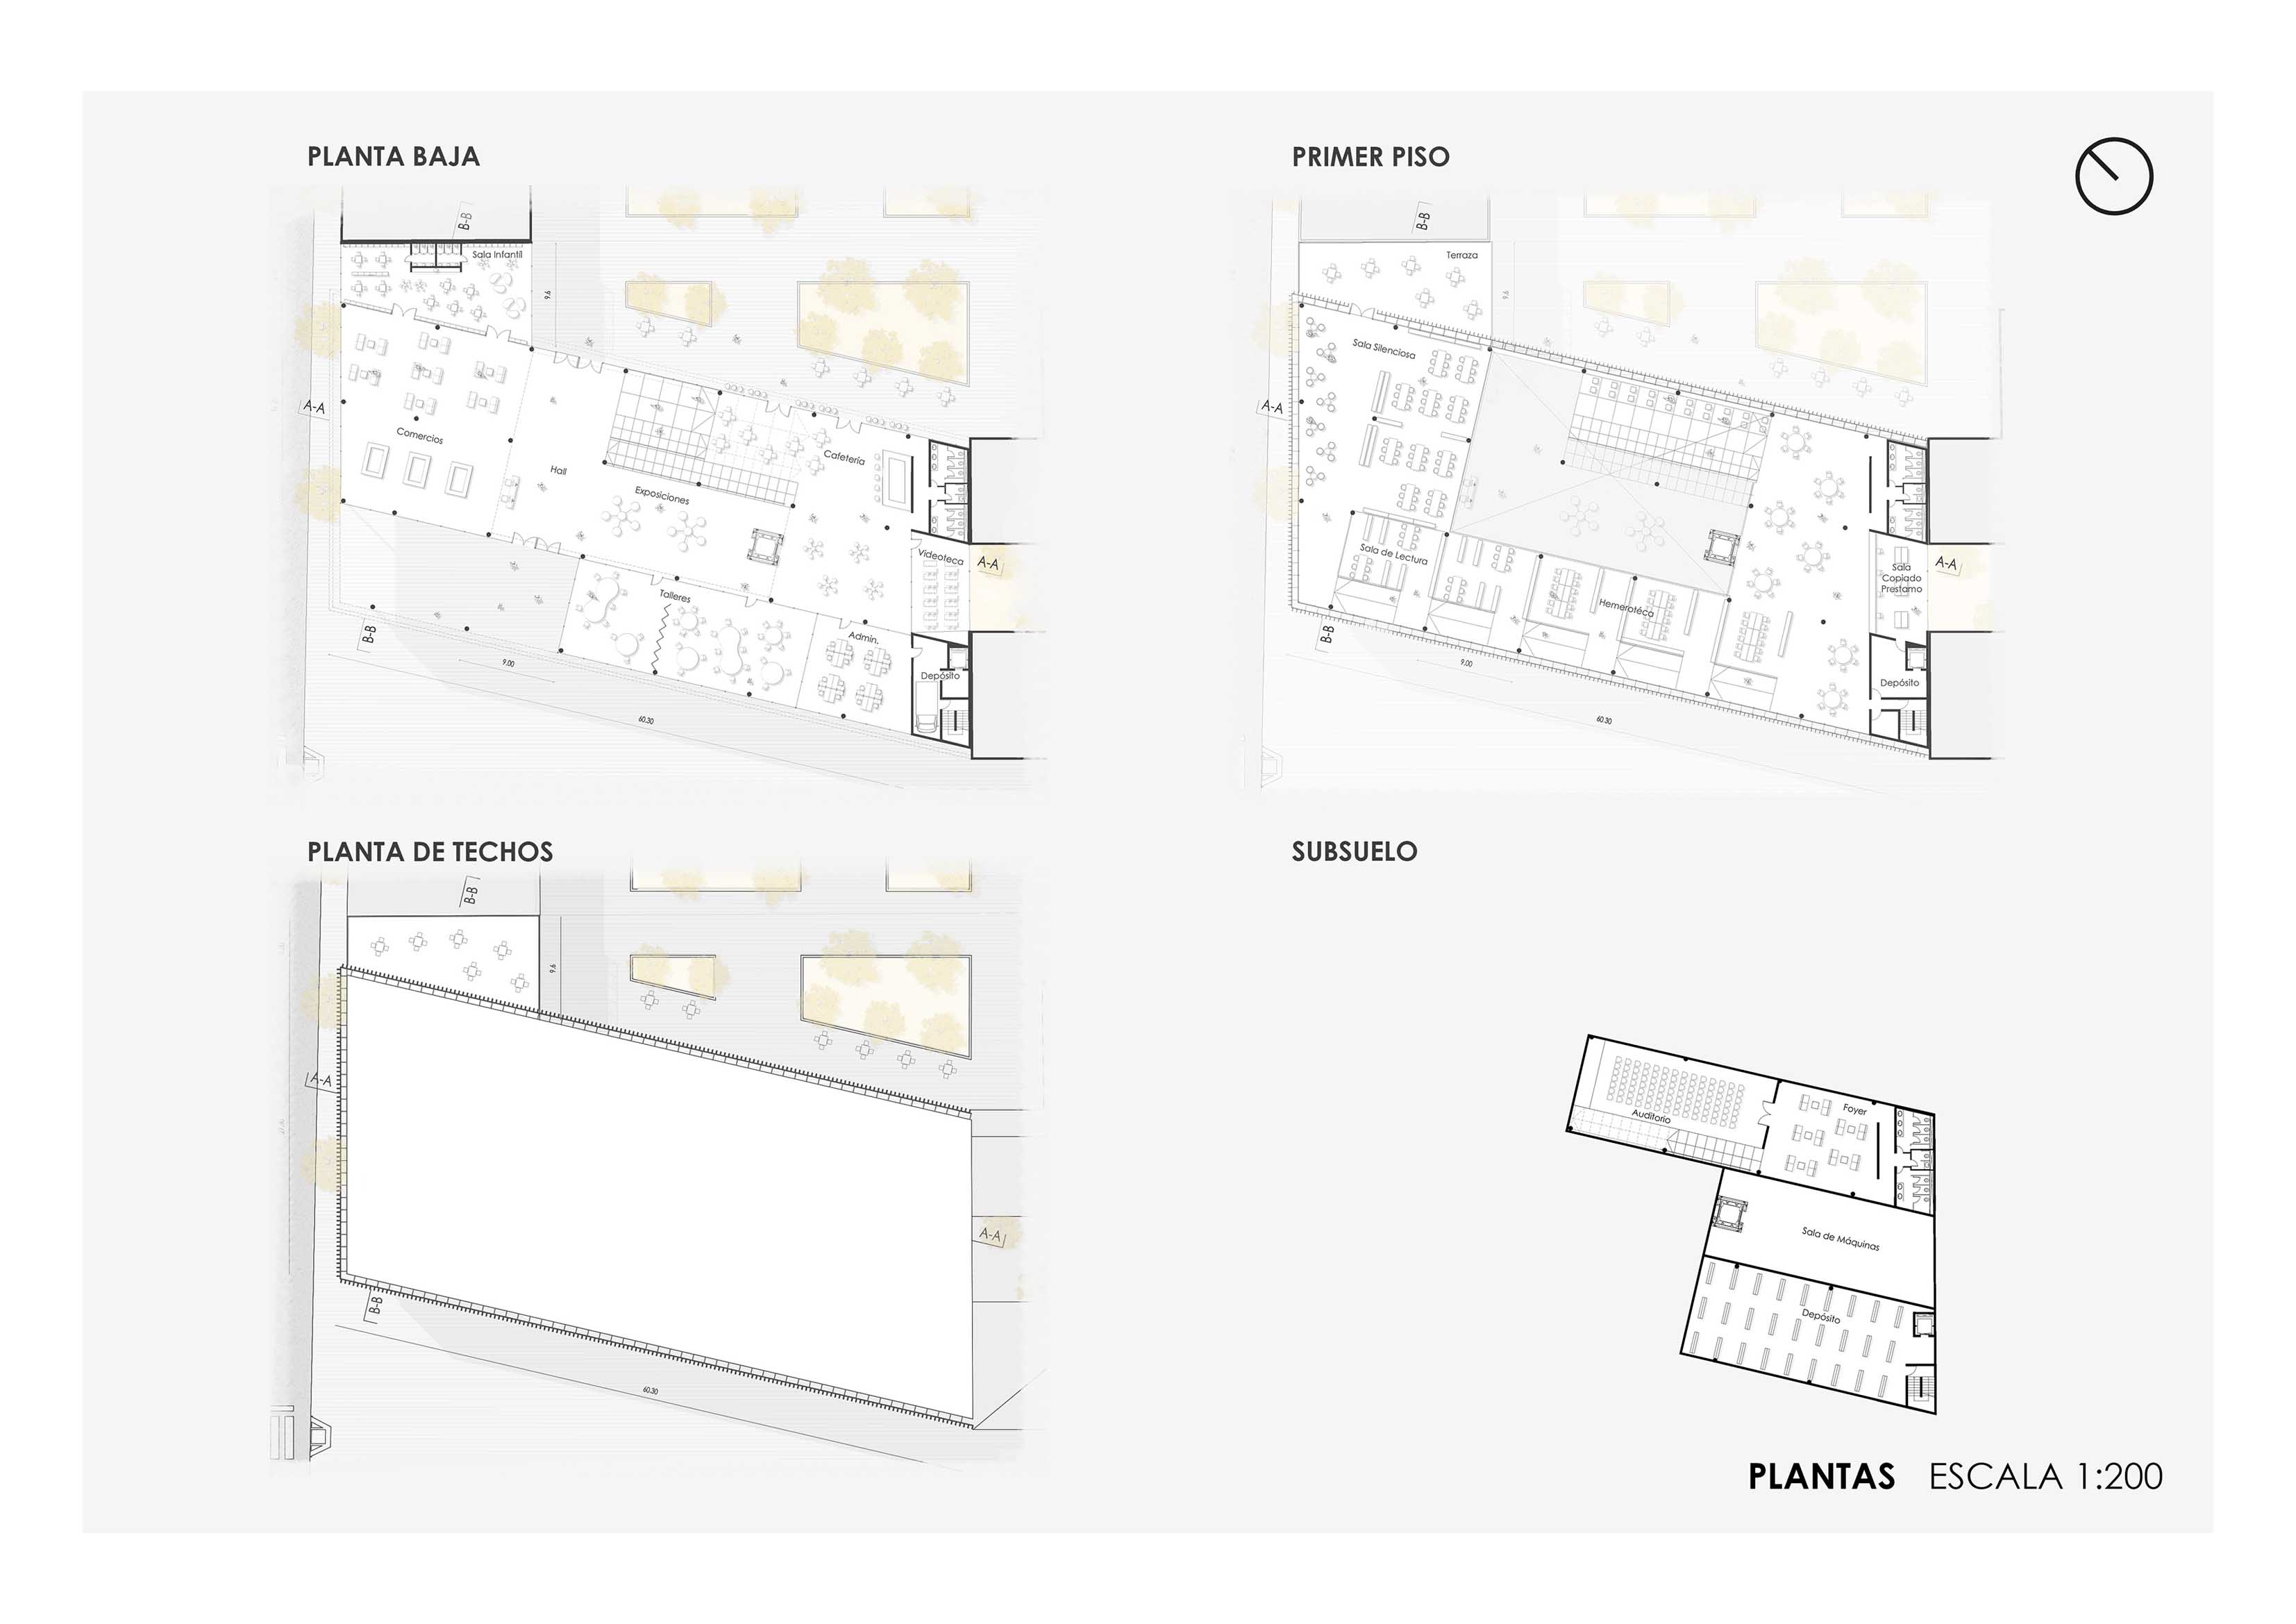 PLANTA BAJA
B-B
Sala Infantil
9.6
A-A
Comercios
Hall
Exposiciones
Cafetería
Videoteca
A-A
Talleres
Admin.
Depósito
B-B
9.00
60.30
PRIMER PISO
B-B
Terraza
9.6
A-A
Sala Silenciosa
Sala de Lectura
Hemeroteca
Sala
Copiado
Prestamo
A-A
Depósito
B-B
9.00
60.30
PLANTA DE TECHOS
B-B
9.6
A-A
A-A
B-B
60.30
SUBSUELO
Auditorio
Foyer
Sala de Máquinas
Depósito
PLANTAS ESCALA 1:200